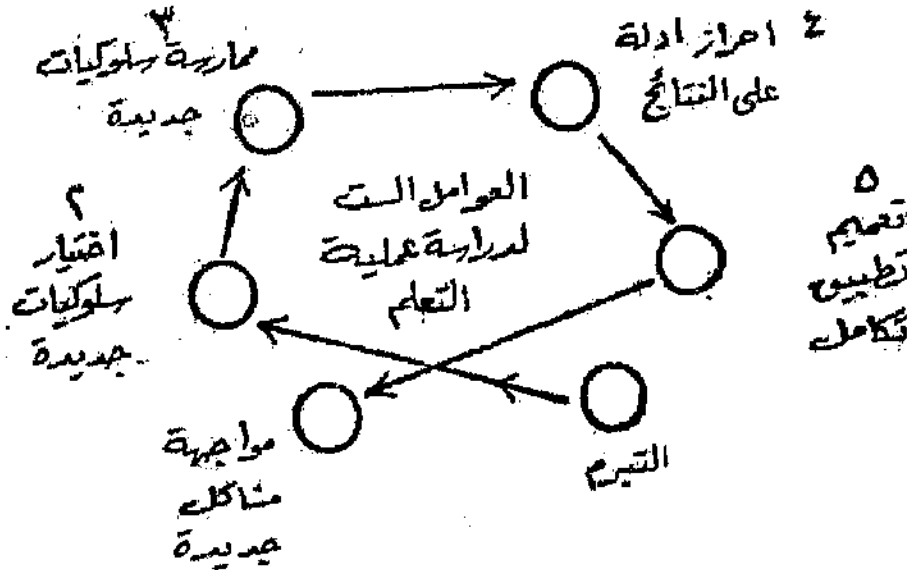 ٣
ممارسة سلوكيات
جديدة
٤ احراز ادلة
على النتائج
العوامل الست
لدراسة عملية
التعلم
٢
اختيار
سلوكيات
جديدة
٥
تعميم
تطبيق
تكامل
مواجهة
مشاكل
جديدة
التبرم